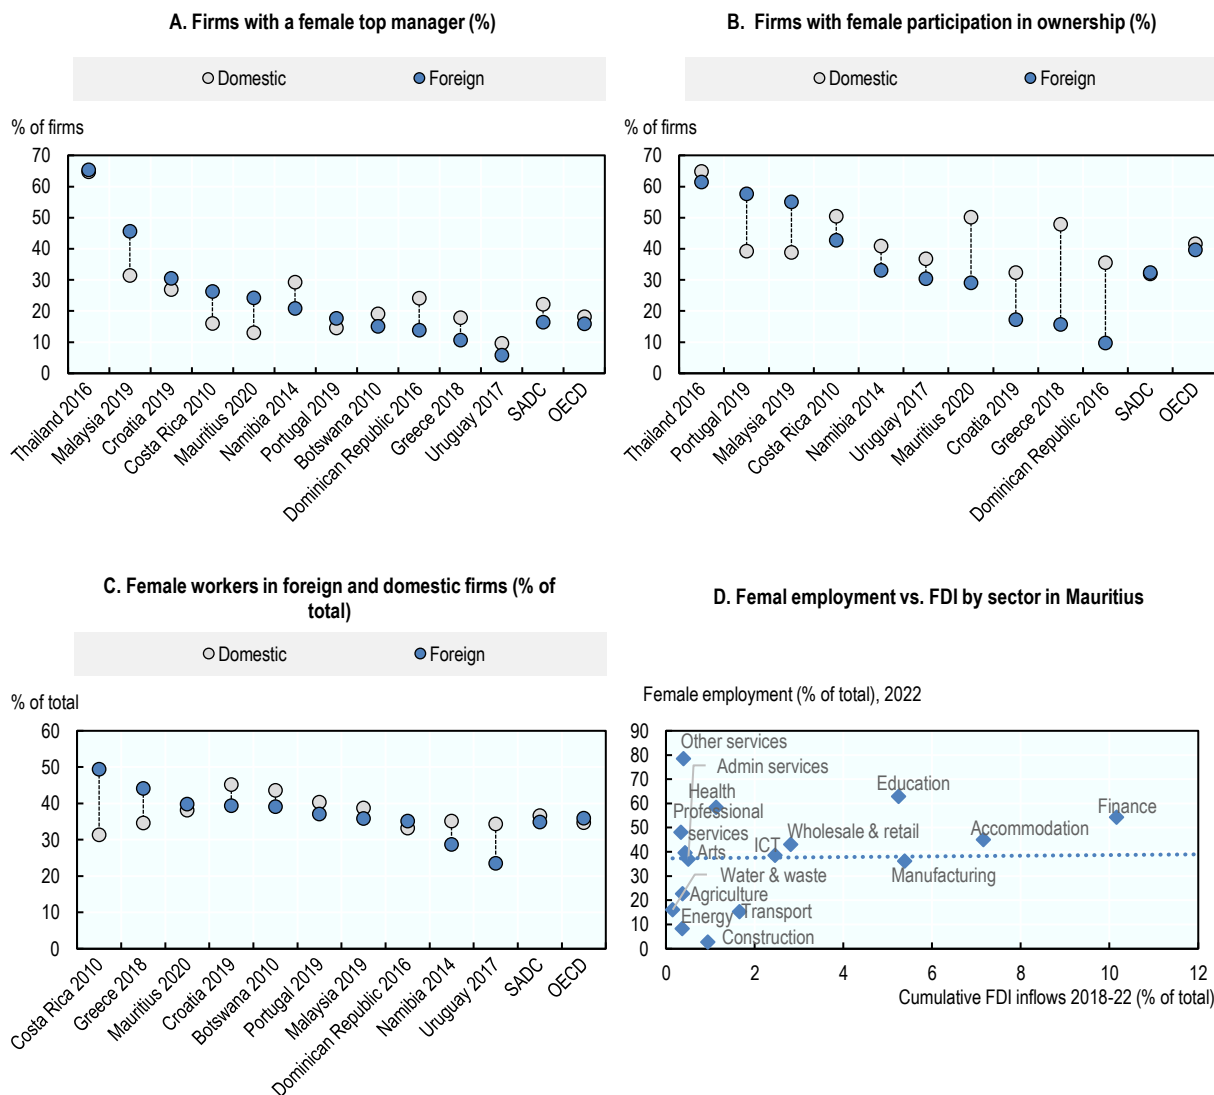 A. Firms with a female top manager (%)
Domestic
Foreign
% of firms
70
60
50
40
30
20
10
0
Thailand 2016
Malaysia 2019
Croatia 2019
Costa Rica 2010
Mauritius 2020
Namibia 2014
Portugal 2019
Botswana 2010
Dominican Republic 2016
Greece 2018
Uruguay 2017
SADC
OECD
B. Firms with female participation in ownership (%)
Domestic
Foreign
% of firms
70
60
50
40
30
20
10
0
Thailand 2016
Portugal 2019
Malaysia 2019
Costa Rica 2010
Namibia 2014
Uruguay 2017
Mauritius 2020
Croatia 2019
Greece 2018
Dominican Republic 2016
SADC
OECD
C. Female workers in foreign and domestic firms (% of
total)
Domestic
Foreign
% of total
60
50
40
30
20
10
0
Costa Rica 2010
Greece 2018
Mauritius 2020
Croatia 2019
Botswana 2010
Portugal 2019
Malaysia 2019
Dominican Republic 2016
Namibia 2014
Uruguay 2017
SADC
OECD
D. Femal employment vs. FDI by sector in Mauritius
Female employment (% of total), 2022
90
80
70
60
50
40
30
20
10
0
Other services
Admin services
Health
Education
Finance
Professional
services
Wholesale & retail
Accommodation
ICT
Arts
Water & waste
Manufacturing
Agriculture
Energy
Transport
Construction
0
2
4
6
8
10
12
Cumulative FDI inflows 2018-22 (% of total)